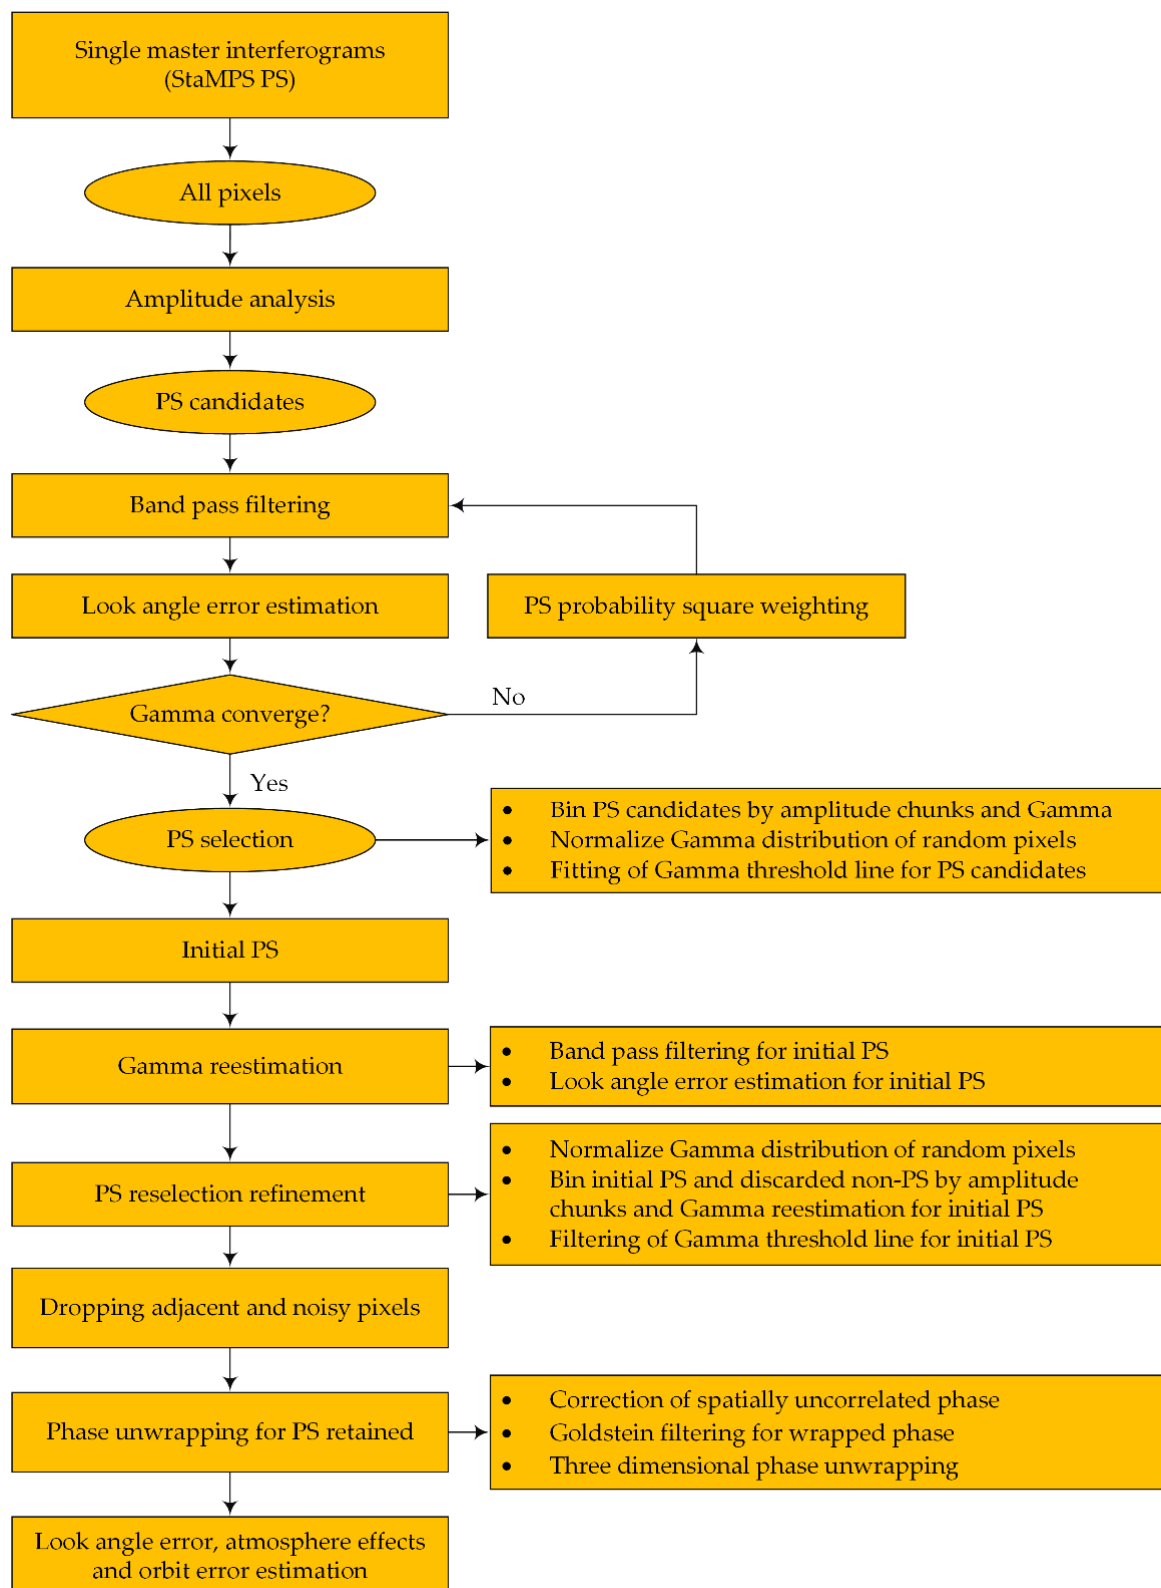 Single master interferograms
(StaMPS PS)
All pixels
Amplitude analysis
PS candidates
Band pass filtering
Look angle error estimation
PS probability square weighting
Gamma converge?
No
Yes
PS selection
• Bin PS candidates by amplitude chunks and Gamma
• Normalize Gamma distribution of random pixels
• Fitting of Gamma threshold line for PS candidates
Initial PS
Gamma reestimation
• Band pass filtering for initial PS
• Look angle error estimation for initial PS
PS reselection refinement
• Normalize Gamma distribution of random pixels
• Bin initial PS and discarded non-PS by amplitude
chunks and Gamma reestimation for initial PS
• Filtering of Gamma threshold line for initial PS
Dropping adjacent and noisy pixels
Phase unwrapping for PS retained
• Correction of spatially uncorrelated phase
• Goldstein filtering for wrapped phase
• Three dimensional phase unwrapping
Look angle error, atmosphere effects
and orbit error estimation